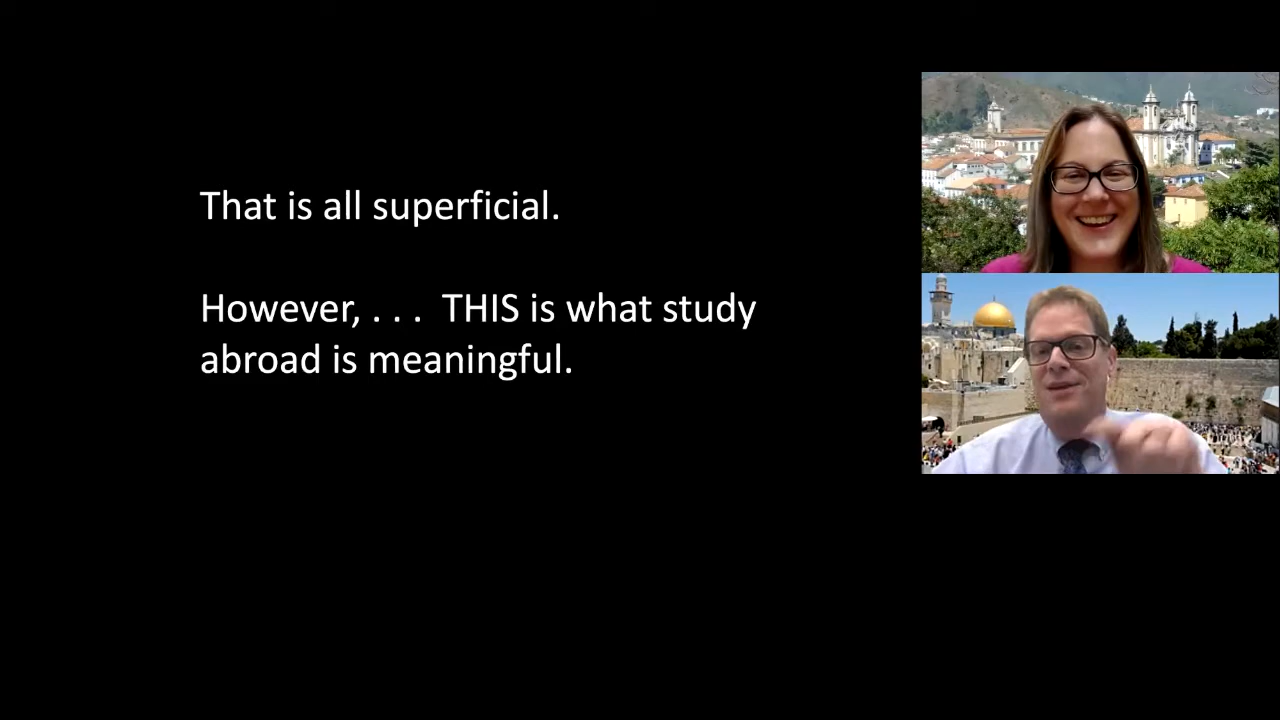 That is all superficial.
However, . . . THIS is what study
abroad is meaningful.